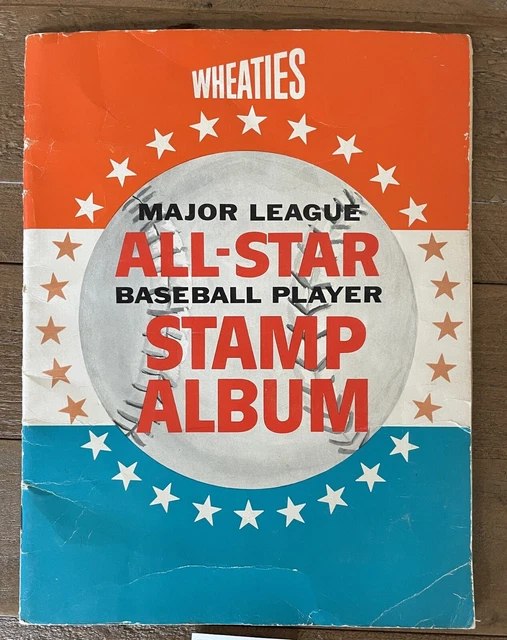 WHEATIES
MAJOR LEAGUE
ALL-STAR
BASEBALL PLAYER
STAMP
ALBUM